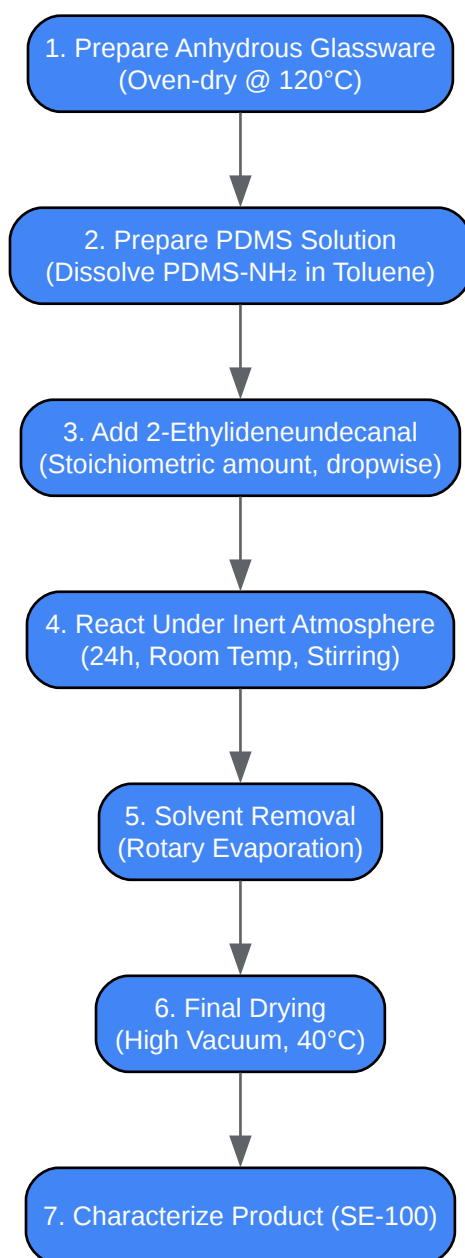 1. Prepare Anhydrous Glassware
(Oven-dry @ 120°C)
2. Prepare PDMS Solution
(Dissolve PDMS-NH₂ in Toluene)
3. Add 2-Ethylideneundecanal
(Stoichiometric amount, dropwise)
4. React Under Inert Atmosphere
(24h, Room Temp, Stirring)
5. Solvent Removal
(Rotary Evaporation)
6. Final Drying
(High Vacuum, 40°C)
7. Characterize Product (SE-100)